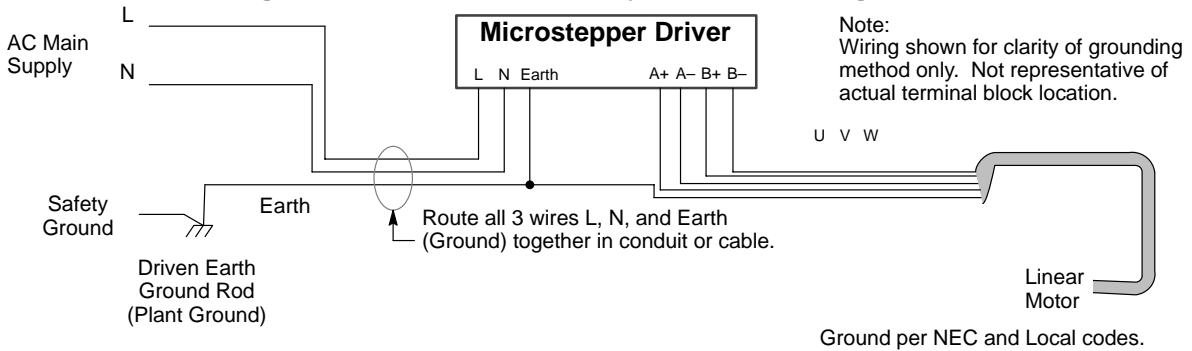 L
AC Main
Supply
N
Microstepper Driver
L N Earth
A+ A– B+ B–
Note:
Wiring shown for clarity of grounding
method only. Not representative of
actual terminal block location.
U V W
Safety
Ground
Earth
Route all 3 wires L, N, and Earth
(Ground) together in conduit or cable.
Driven Earth
Ground Rod
(Plant Ground)
Linear
Motor
Ground per NEC and Local codes.